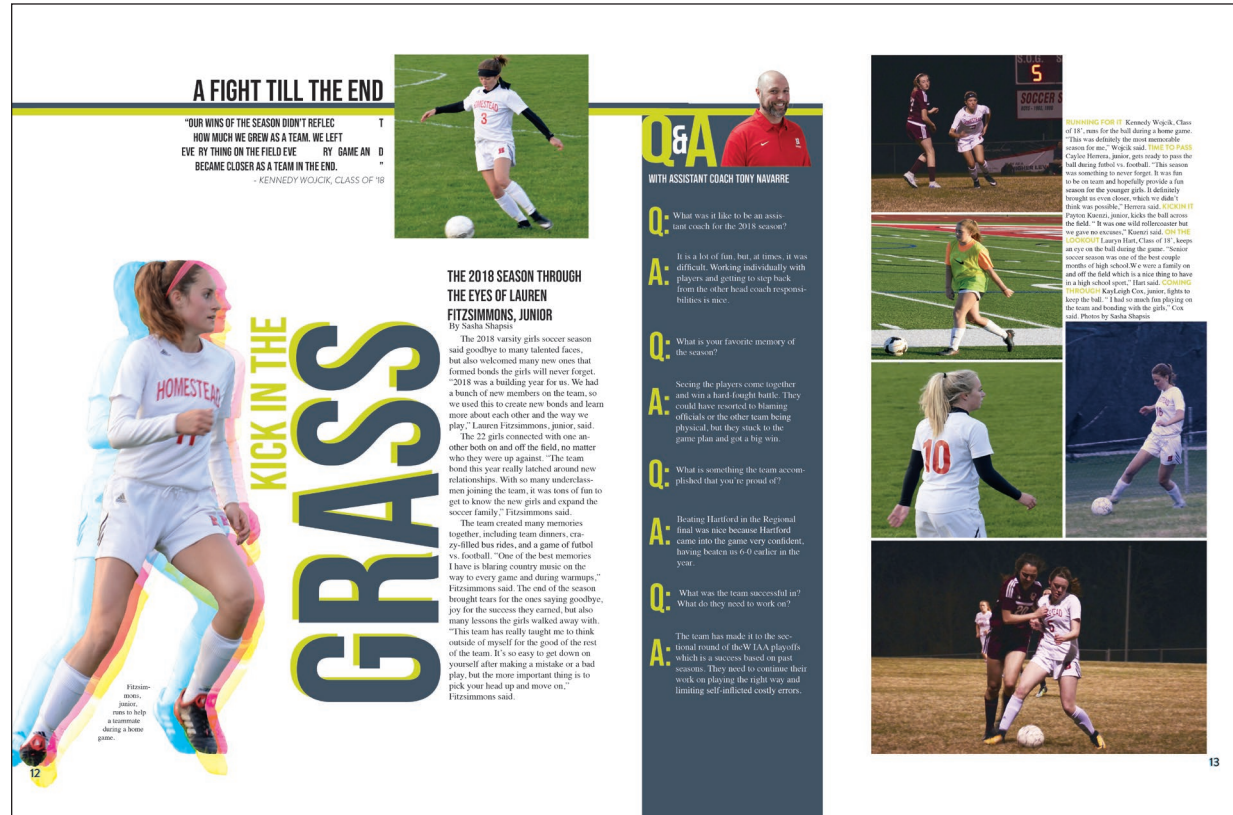 A FIGHT TILL THE END
“OUR WINS OF THE SEASON DIDN'T REFLEC T
HOW MUCH WE GREW AS A TEAM. WE LEFT
EVE RY THING ON THE FIELD EVE RY GAME AN D
BECAME CLOSER AS A TEAM IN THE END. ”
- KENNEDY WOJCIK, CLASS OF '18
HOMESTEAD
3
HOMESTEAD
KICK IN THE
GRASS
Fitzsim-
mons,
junior,
runs to help
a teammate
during a home
game.
12
THE 2018 SEASON THROUGH
THE EYES OF LAUREN
FITZSIMMONS, JUNIOR
By Sasha Shapsis
The 2018 varsity girls soccer season
said goodbye to many talented faces,
but also welcomed many new ones that
formed bonds the girls will never forget.
“2018 was a building year for us. We had
a bunch of new members on the team, so
we used this to create new bonds and learn
more about each other and the way we
play,” Lauren Fitzsimmons, junior, said.
The 22 girls connected with one an-
other both on and off the field, no matter
who they were up against. “The team
bond this year really latched around new
relationships. With so many underclass-
men joining the team, it was tons of fun to
get to know the new girls and expand the
soccer family,” Fitzsimmons said.
The team created many memories
together, including team dinners, cra-
zy-filled bus rides, and a game of futbol
vs. football. “One of the best memories
I have is blaring country music on the
way to every game and during warmups,”
Fitzsimmons said. The end of the season
brought tears for the ones saying goodbye,
joy for the success they earned, but also
many lessons the girls walked away with.
“This team has really taught me to think
outside of myself for the good of the rest
of the team. It’s so easy to get down on
yourself after making a mistake or a bad
play, but the more important thing is to
pick your head up and move on,”
Fitzsimmons said.
Q&A
WITH ASSISTANT COACH TONY NAVARRE
Q: What was it like to be an assis-
tant coach for the 2018 season?
A: It is a lot of fun, but, at times, it was
difficult. Working individually with
players and getting to step back
from the other head coach responsi-
bilities is nice.
Q: What is your favorite memory of
the season?
A: Seeing the players come together
and win a hard-fought battle. They
could have resorted to blaming
officials or the other team being
physical, but they stuck to the
game plan and got a big win.
Q: What is something the team accom-
plished that you’re proud of?
A: Beating Hartford in the Regional
final was nice because Hartford
came into the game very confident,
having beaten us 6-0 earlier in the
year.
Q: What was the team successful in?
What do they need to work on?
A: The team has made it to the sec-
tional round of theW IAA playoffs
which is a success based on past
seasons. They need to continue their
work on playing the right way and
limiting self-inflicted costly errors.
S.O.G.
5
SOCCER
10
RUNNING FOR IT Kennedy Wojcik, Class
of 18’, runs for the ball during a home game.
“This was defnitely the most memorable
season for me,” Wojcik said. TIME TO PASS
Caylee Herrera, junior, gets ready to pass the
ball during futbol vs. football. “This season
was something to never forget. It was fun
to be on team and hopefully provide a fun
season for the younger girls. It definitely
brought us even closer, which we didn’t
think was possible,” Herrera said. KICKIN IT
Payton Kuenzi, junior, kicks the ball across
the field. “ It was one wild rollercoaster but
we gave no excuses,” Kuenzi said. ON THE
LOOKOUT Lauryn Hart, Class of 18’, keeps
an eye on the ball during the game. “Senior
soccer season was one of the best couple
months of high school.We were a family on
and off the field which is a nice thing to have
in a high school sport,” Hart said. COMING
THROUGH KayLeigh Cox, junior, fights to
keep the ball. “ I had so much fun playing on
the team and bonding with the girls,” Cox
said. Photos by Sasha Shapsis
13